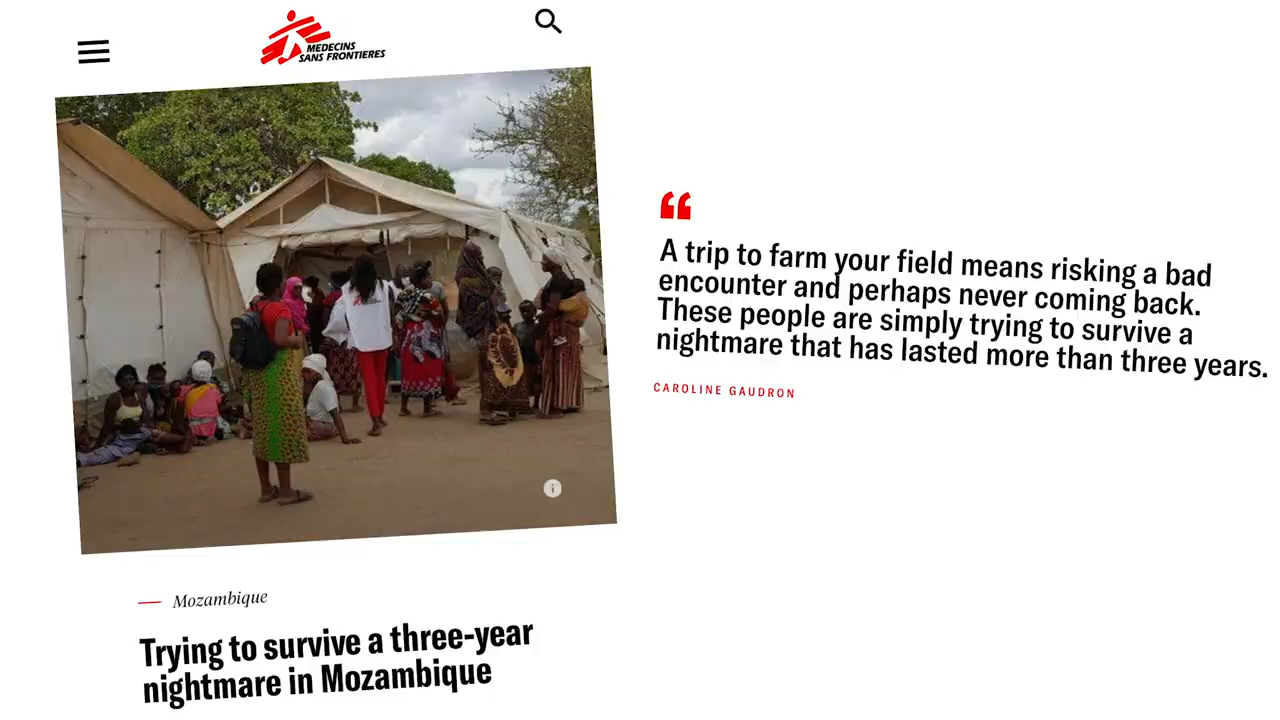 MEDECINS
SANS FRONTIERES
Mozambique
Trying to survive a three-year
nightmare in Mozambique
“
A trip to farm your field means risking a bad
encounter and perhaps never coming back.
These people are simply trying to survive a
nightmare that has lasted more than three years.
CAROLINE GAUDRON